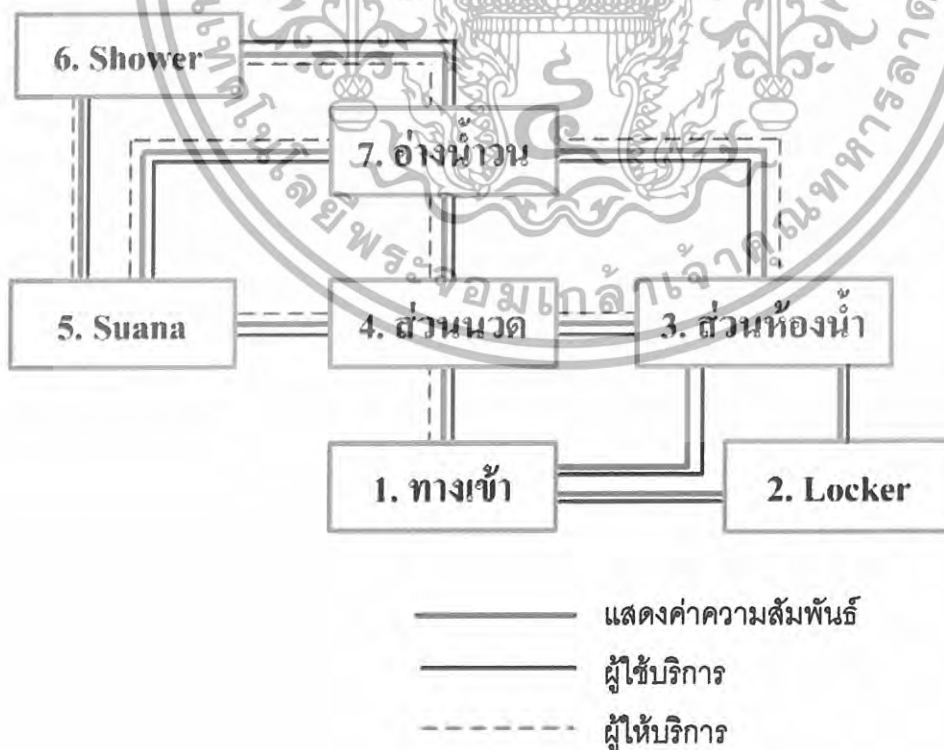 6. Shower
7. อ่างน้ำวน
5. Suana
4. ส่วนนวด
3. ส่วนห้องน้ำ
1. ทางเข้า
2. Locker
แสดงค่าความสัมพันธ์
ผู้ใช้บริการ
ผู้ให้บริการ